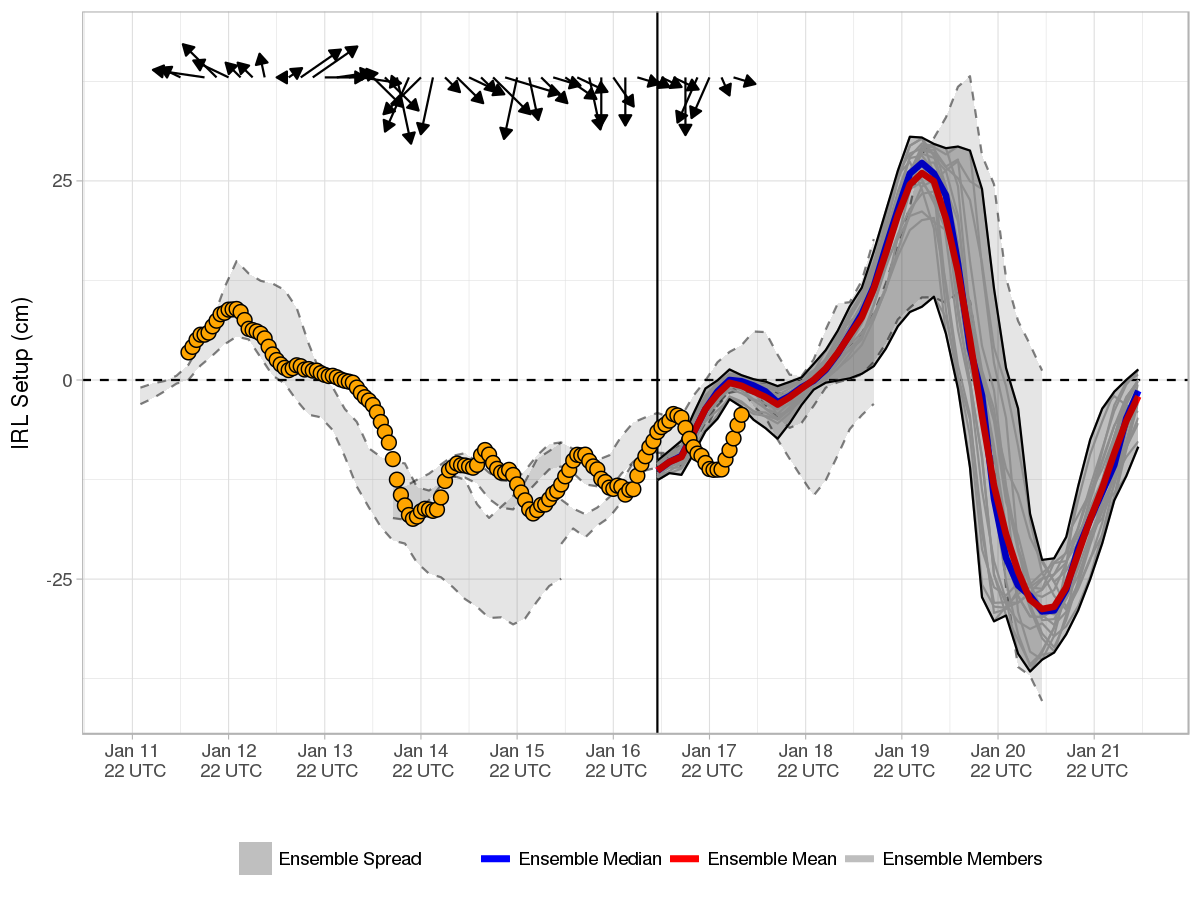 IRL Setup (cm)
25
0
-25
Jan 11 Jan 12 Jan 13 Jan 14 Jan 15 Jan 16 Jan 17 Jan 18 Jan 19 Jan 20 Jan 21
22 UTC 22 UTC 22 UTC 22 UTC 22 UTC 22 UTC 22 UTC 22 UTC 22 UTC 22 UTC 22 UTC
Ensemble Spread Ensemble Median Ensemble Mean Ensemble Members